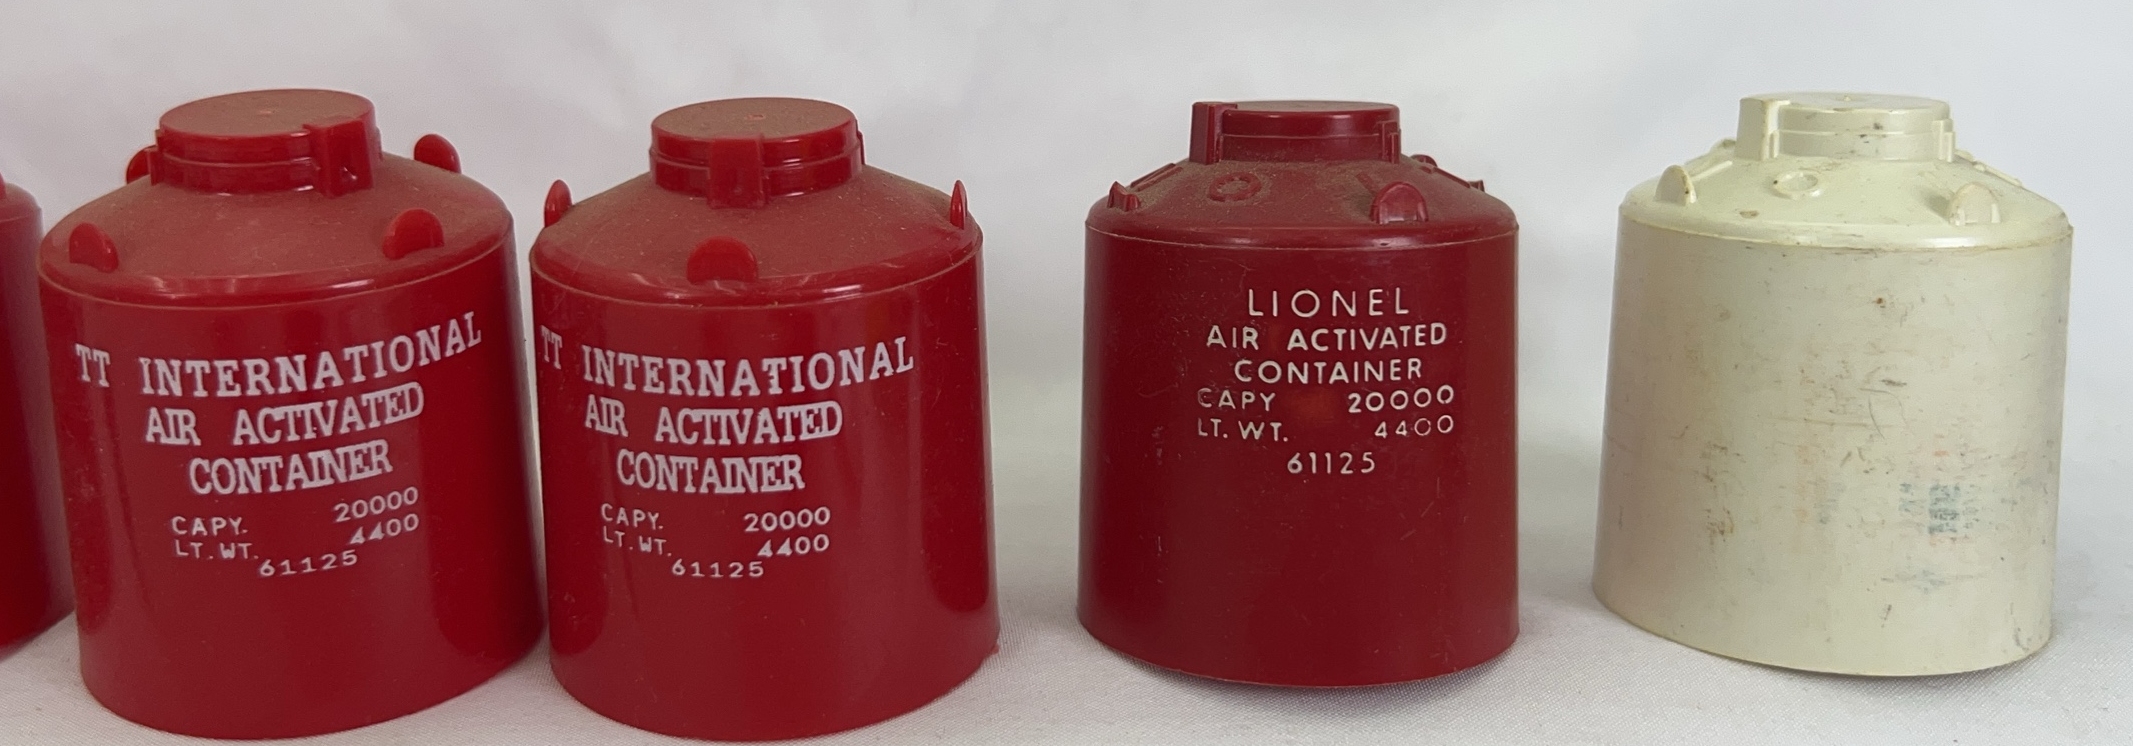 TT INTERNATIONAL
AIR ACTIVATED
CONTAINER
CAPY. 20000
LT. WT. 4400
61125
TT INTERNATIONAL
AIR ACTIVATED
CONTAINER
CAPY. 20000
LT. WT. 4400
61125
LIONEL
AIR ACTIVATED
CONTAINER
CAPY 20000
LT. WT. 4400
61125